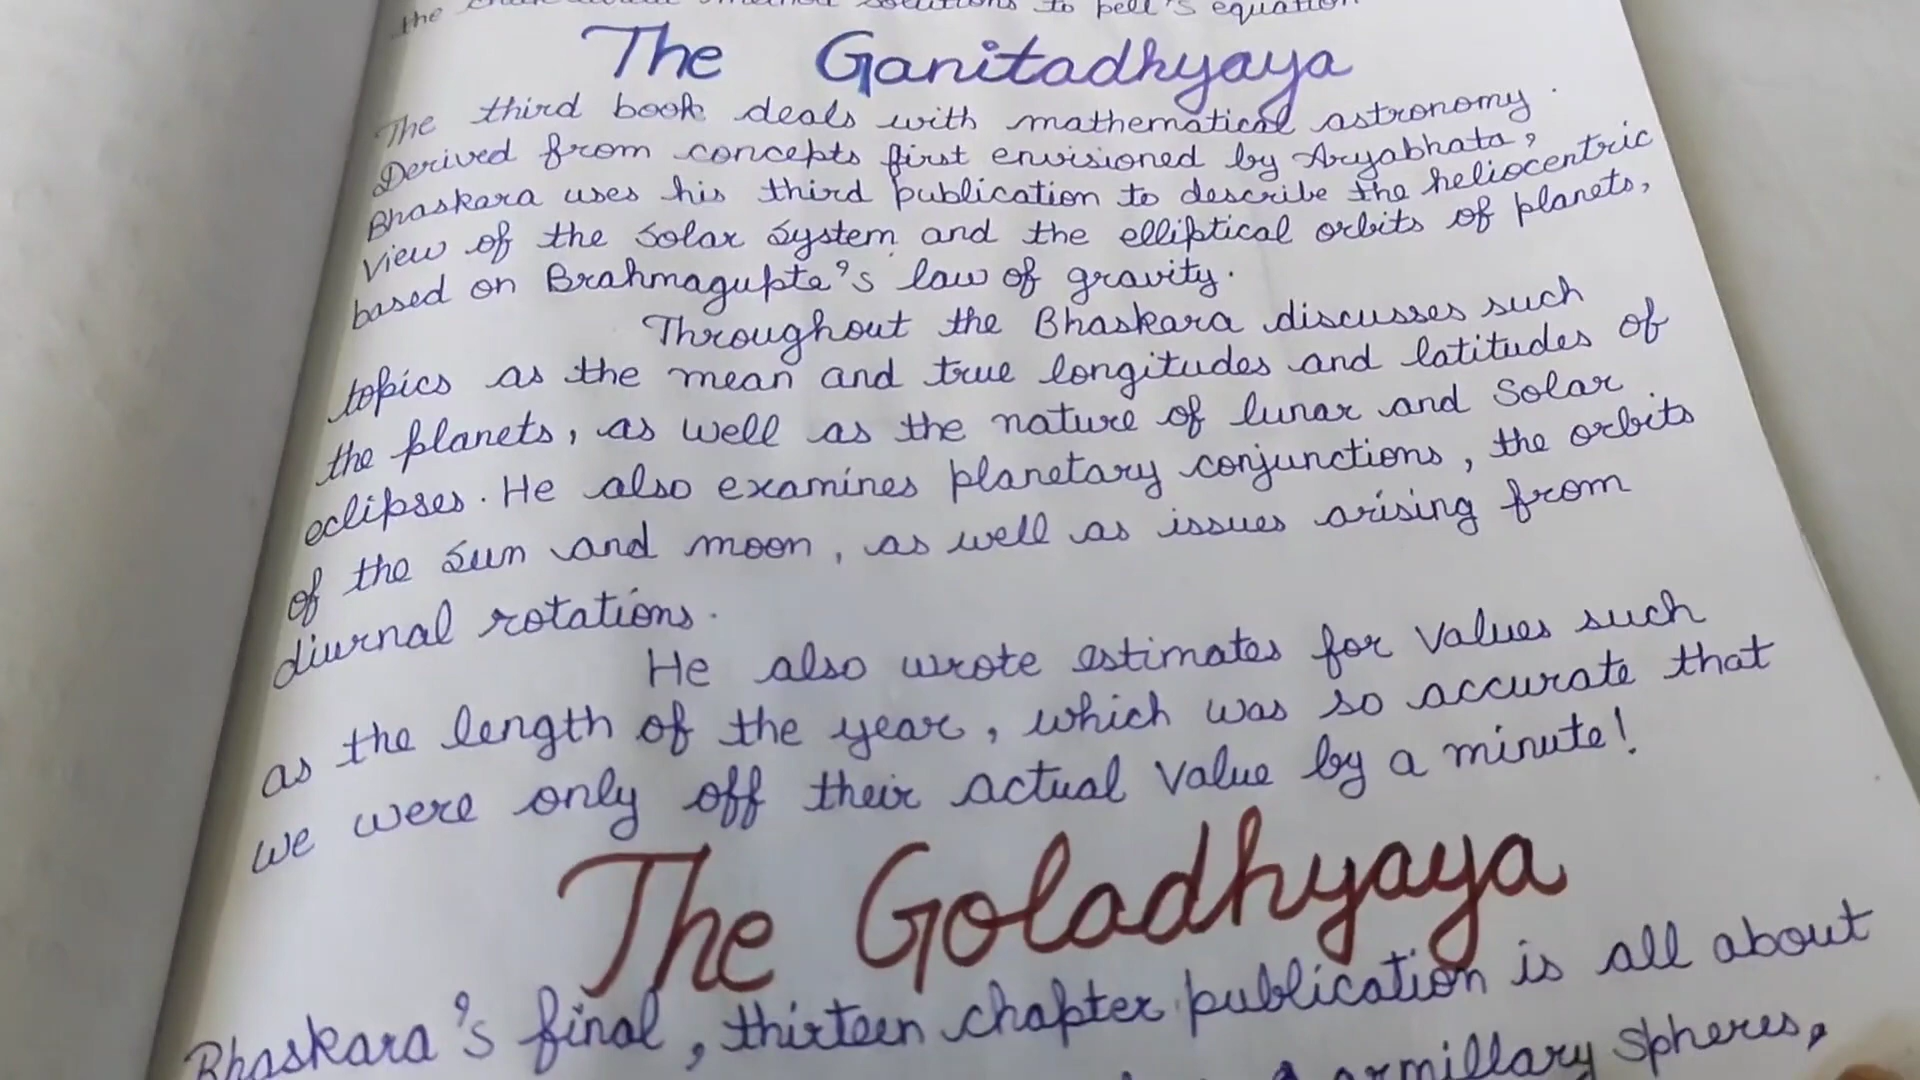 the method solutions to pell's equation
The Ganitadhyaya
The third book deals with mathematical astronomy.
Derived from concepts first envisioned by Aryabhata,
Bhaskara uses his third publication to describe the heliocentric
view of the Solar System and the elliptical orbits of planets,
based on Brahmagupta's law of gravity.
Throughout the Bhaskara discusses such
topics as the mean and true longitudes and latitudes of
the planets, as well as the nature of lunar and Solar
eclipses. He also examines planetary conjunctions, the orbits
of the Sun and moon, as well as issues arising from
diurnal rotations.
He also wrote estimates for values such
as the length of the year, which was so accurate that
we were only off their actual value by a minute!
The Goladhyaya
Bhaskara's final, thirteen chapter publication is all about
armillary spheres,